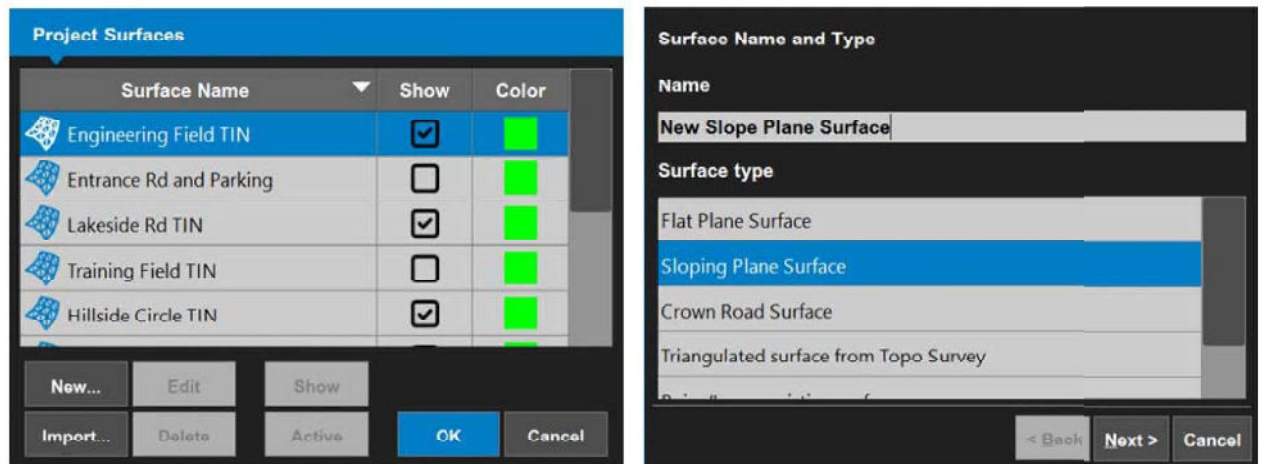 Project Surfaces
Surface Name Show Color
Engineering Field TIN
Entrance Rd and Parking
Lakeside Rd TIN
Training Field TIN
Hillside Circle TIN
New... Edit Show
Import... Delete Active OK Cancel
Surface Name and Type
Name
New Slope Plane Surface
Surface type
Flat Plane Surface
Sloping Plane Surface
Crown Road Surface
Triangulated surface from Topo Survey
< Back Next > Cancel